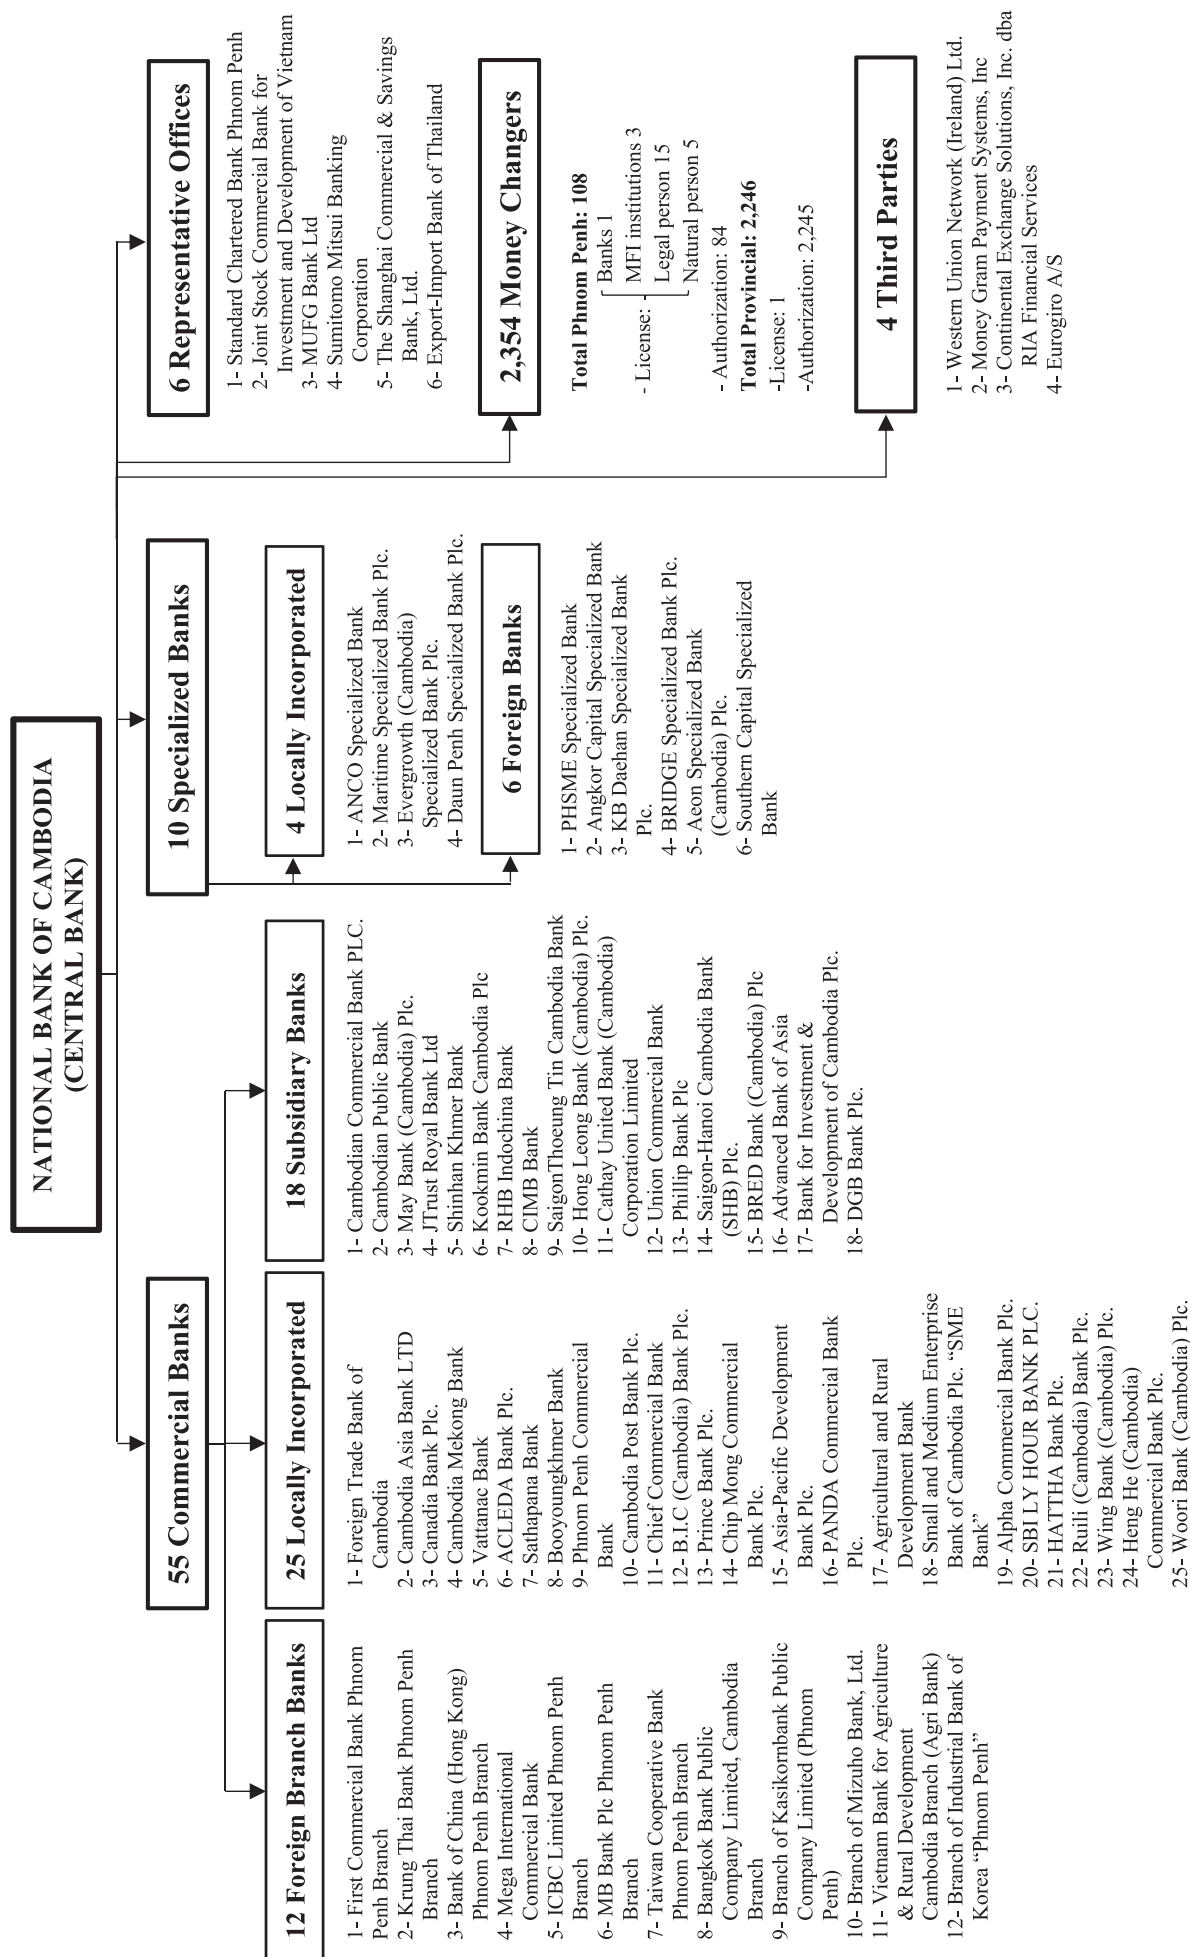 NATIONAL BANK OF CAMBODIA
(CENTRAL BANK)
55 Commercial Banks
12 Foreign Branch Banks
1- First Commercial Bank Phnom
Penh Branch
2- Krung Thai Bank Phnom Penh
Branch
3- Bank of China (Hong Kong)
Phnom Penh Branch
4- Mega International
Commercial Bank
5- ICBC Limited Phnom Penh
Branch
6- MB Bank Plc Phnom Penh
Branch
7- Taiwan Cooperative Bank
Phnom Penh Branch
8- Bangkok Bank Public
Company Limited, Cambodia
Branch
9- Branch of Kasikornbank Public
Company Limited (Phnom
Penh)
10- Branch of Mizuho Bank, Ltd.
11- Vietnam Bank for Agriculture
& Rural Development
Cambodia Branch (Agri Bank)
12- Branch of Industrial Bank of
Korea “Phnom Penh”
25 Locally Incorporated
1- Foreign Trade Bank of
Cambodia
2- Cambodia Asia Bank LTD
3- Canadia Bank Plc.
4- Cambodia Mekong Bank
5- Vattanac Bank
6- ACLEDA Bank Plc.
7- Sathapana Bank
8- Booyoungkhmer Bank
9- Phnom Penh Commercial
Bank
10- Cambodia Post Bank Plc.
11- Chief Commercial Bank
12- B.I.C (Cambodia) Bank Plc.
13- Prince Bank Plc.
14- Chip Mong Commercial
Bank Plc.
15- Asia-Pacific Development
Bank Plc.
16- PANDA Commercial Bank
Plc.
17- Agricultural and Rural
Development Bank
18- Small and Medium Enterprise
Bank of Cambodia Plc. “SME
Bank”
19- Alpha Commercial Bank Plc.
20- SBI LY HOUR BANK PLC.
21- HATTHA Bank Plc.
22- Ruili (Cambodia) Bank Plc.
23- Wing Bank (Cambodia) Plc.
24- Heng He (Cambodia)
Commercial Bank Plc.
25- Woori Bank (Cambodia) Plc.
18 Subsidiary Banks
1- Cambodian Commercial Bank PLC.
2- Cambodian Public Bank
3- May Bank (Cambodia) Plc.
4- JTrust Royal Bank Ltd
5- Shinhan Khmer Bank
6- Kookmin Bank Cambodia Plc
7- RHB Indochina Bank
8- CIMB Bank
9- SaigonThoeung Tin Cambodia Bank
10- Hong Leong Bank (Cambodia) Plc.
11- Cathay United Bank (Cambodia)
Corporation Limited
12- Union Commercial Bank
13- Phillip Bank Plc
14- Saigon-Hanoi Cambodia Bank
(SHB) Plc.
15- BRED Bank (Cambodia) Plc
16- Advanced Bank of Asia
17- Bank for Investment &
Development of Cambodia Plc.
18- DGB Bank Plc.
10 Specialized Banks
4 Locally Incorporated
1- ANCO Specialized Bank
2- Maritime Specialized Bank Plc.
3- Evergrowth (Cambodia)
Specialized Bank Plc.
4- Daun Penh Specialized Bank Plc.
6 Foreign Banks
1- PHSME Specialized Bank
2- Angkor Capital Specialized Bank
3- KB Daehan Specialized Bank
Plc.
4- BRIDGE Specialized Bank Plc.
5- Aeon Specialized Bank
(Cambodia) Plc.
6- Southern Capital Specialized
Bank
6 Representative Offices
1- Standard Chartered Bank Phnom Penh
2- Joint Stock Commercial Bank for
Investment and Development of Vietnam
3- MUFG Bank Ltd
4- Sumitomo Mitsui Banking
Corporation
5- The Shanghai Commercial & Savings
Bank, Ltd.
6- Export-Import Bank of Thailand
2,354 Money Changers
Total Phnom Penh: 108
- License:
Banks 1
MFI institutions 3
Legal person 15
Natural person 5
- Authorization: 84
Total Provincial: 2,246
-License: 1
-Authorization: 2,245
4 Third Parties
1- Western Union Network (Ireland) Ltd.
2- Money Gram Payment Systems, Inc
3- Continental Exchange Solutions, Inc. dba
RIA Financial Services
4- Eurogiro A/S